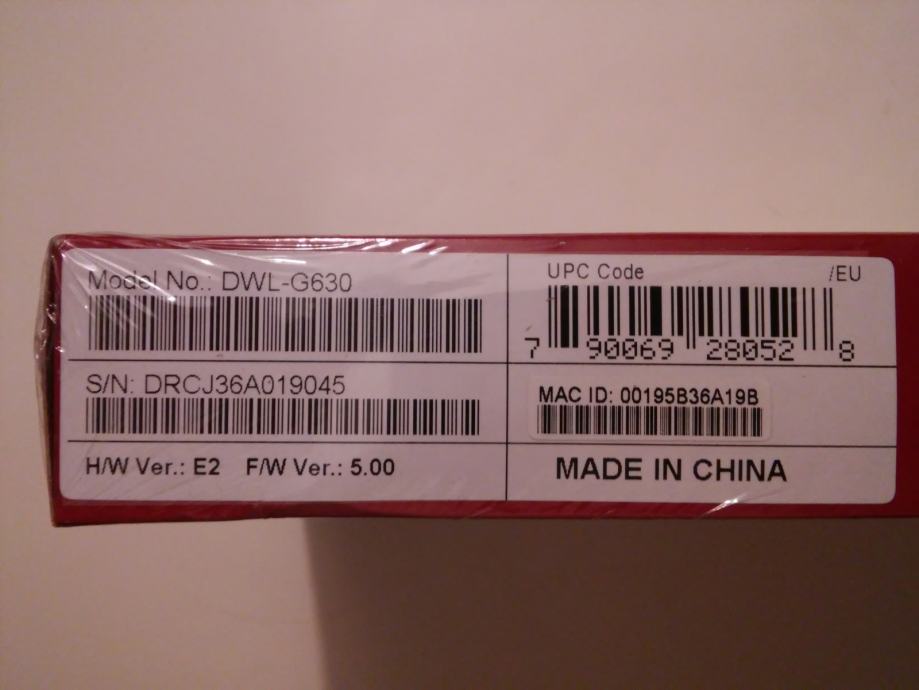 Model No.: DWL-G630
S/N: DRCJ36A019045
H/W Ver.: E2 F/W Ver.: 5.00
UPC Code /EU
7 90069 28052 8
MAC ID: 00195B36A19B
MADE IN CHINA